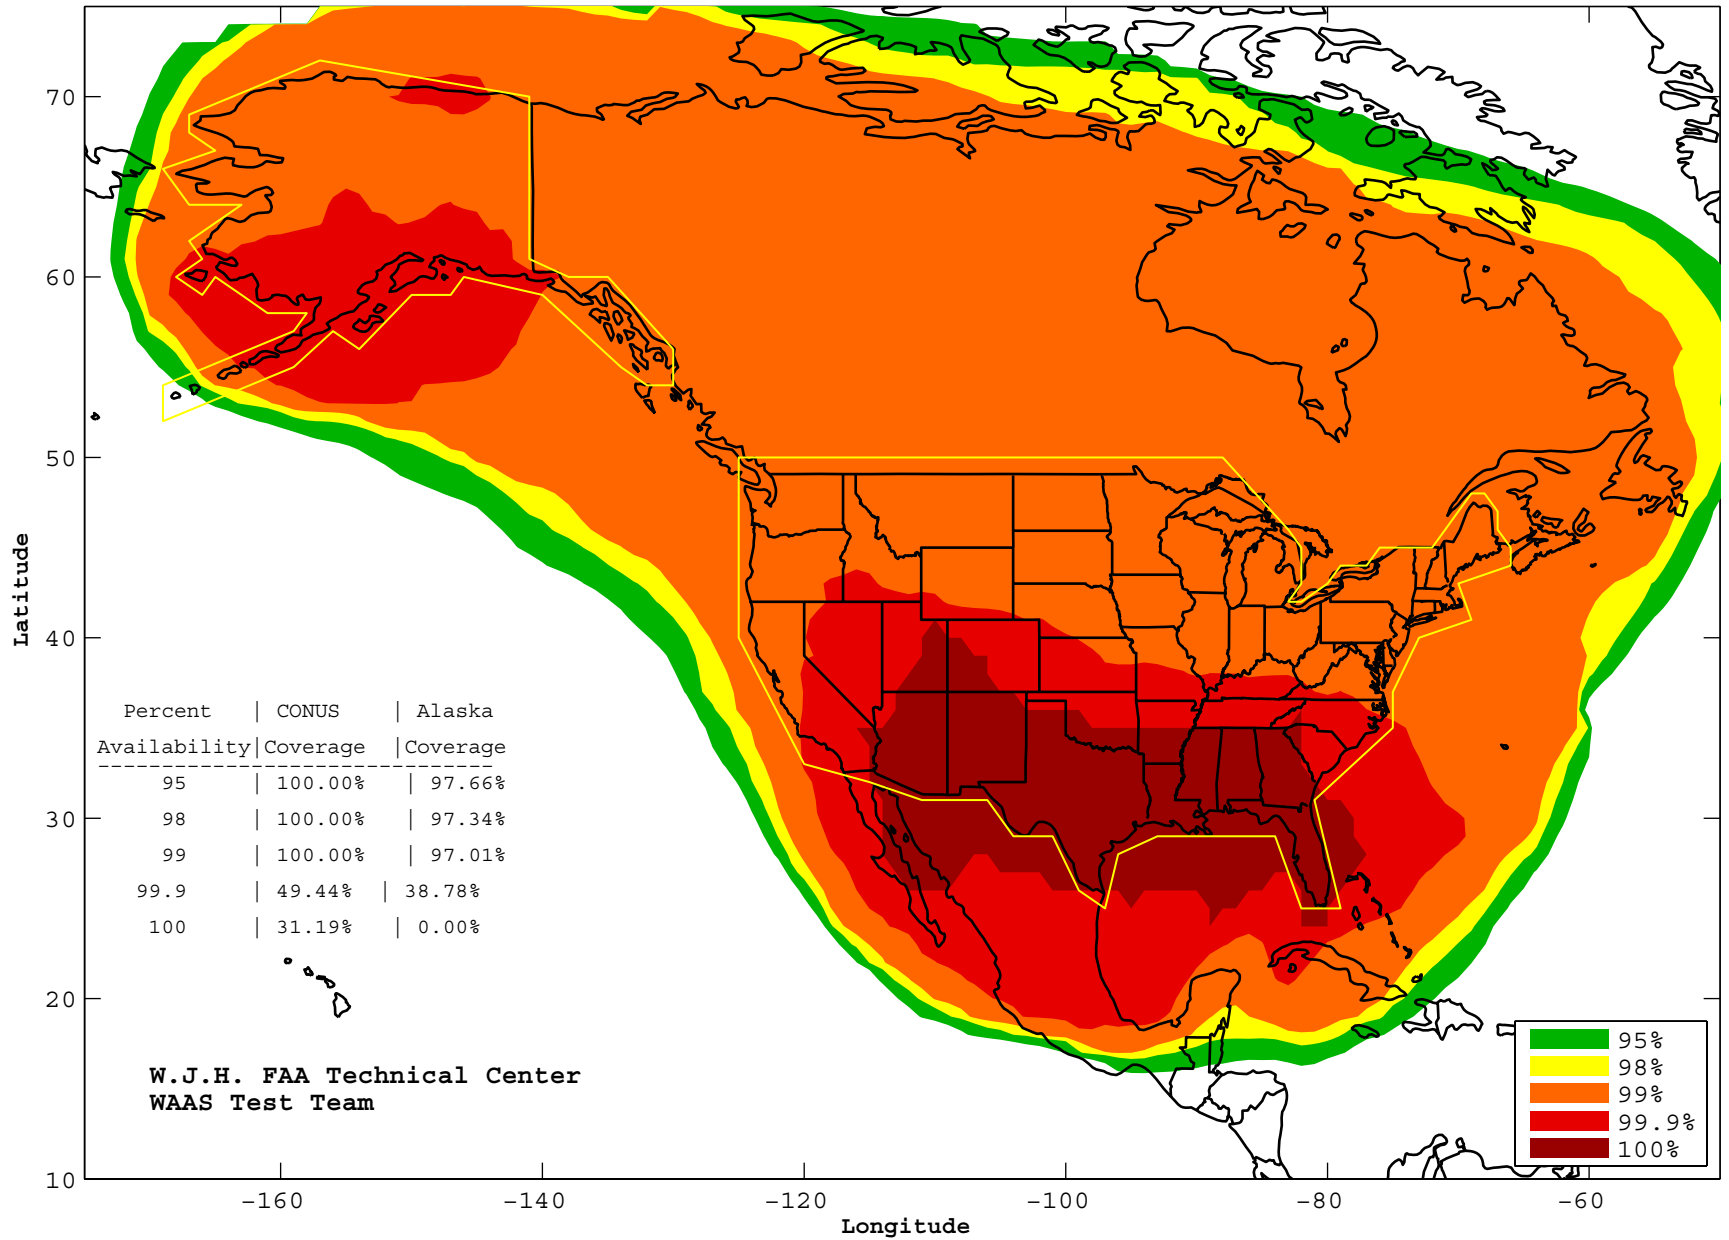 70
60
50
40
30
20
10
Latitude
Percent | CONUS | Alaska
Availability|Coverage |Coverage
-----------------------------------
95 | 100.00% | 97.66%
98 | 100.00% | 97.34%
99 | 100.00% | 97.01%
99.9 | 49.44% | 38.78%
100 | 31.19% | 0.00%
W.J.H. FAA Technical Center
WAAS Test Team
95%
98%
99%
99.9%
100%
-160 -140 -120 -100 -80 -60
Longitude